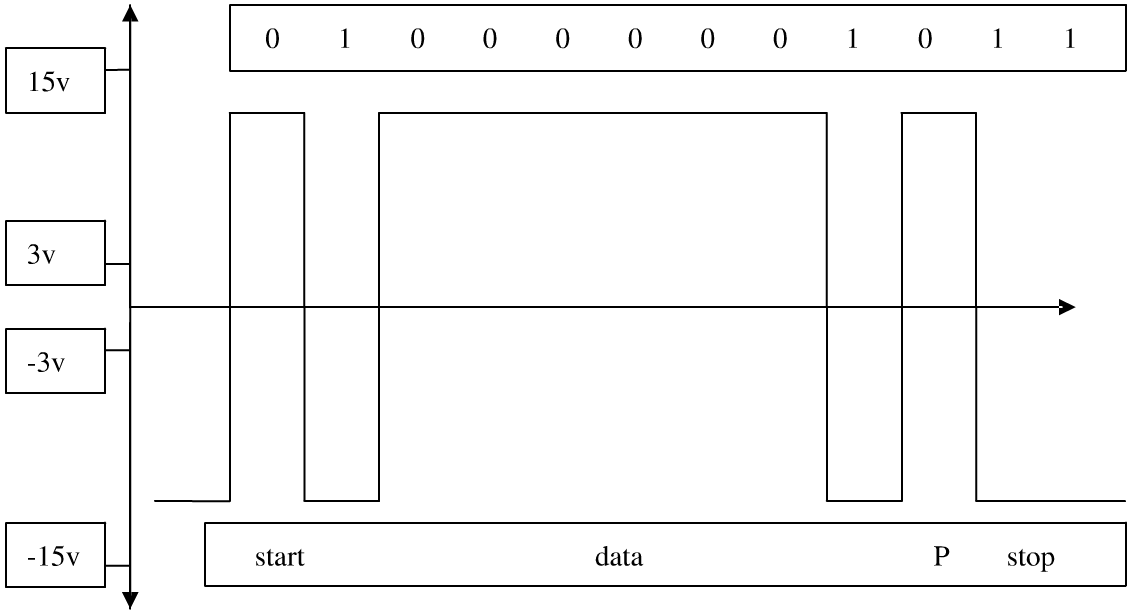 0 1 0 0 0 0 0 0 1 0 1 1
15v
3v
-3v
-15v
start data P stop